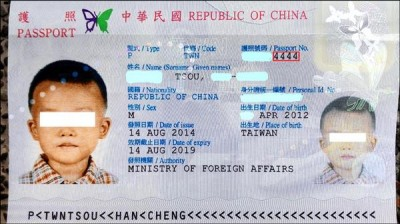 護 照 中華民國 REPUBLIC OF CHINA
PASSPORT
型式/Type 代碼/Code 護照號碼/Passport No.
P TWN 4444
姓名/Name (Surname, Given names)
TSOU,
國籍/Nationality 身分證統一編號/Personal Id. No.
REPUBLIC OF CHINA
性別/Sex 出生日期/Date of birth
M APR 2012
發照日期/Date of issue 出生地/Place of birth
14 AUG 2014 TAIWAN
效期截止日期/Date of expiry
14 AUG 2019
發照機關/Authority
MINISTRY OF FOREIGN AFFAIRS
P<TWNTSOU<<HAN<CHENG<<<<<<<<<<<<<<<<<<<<<<<<